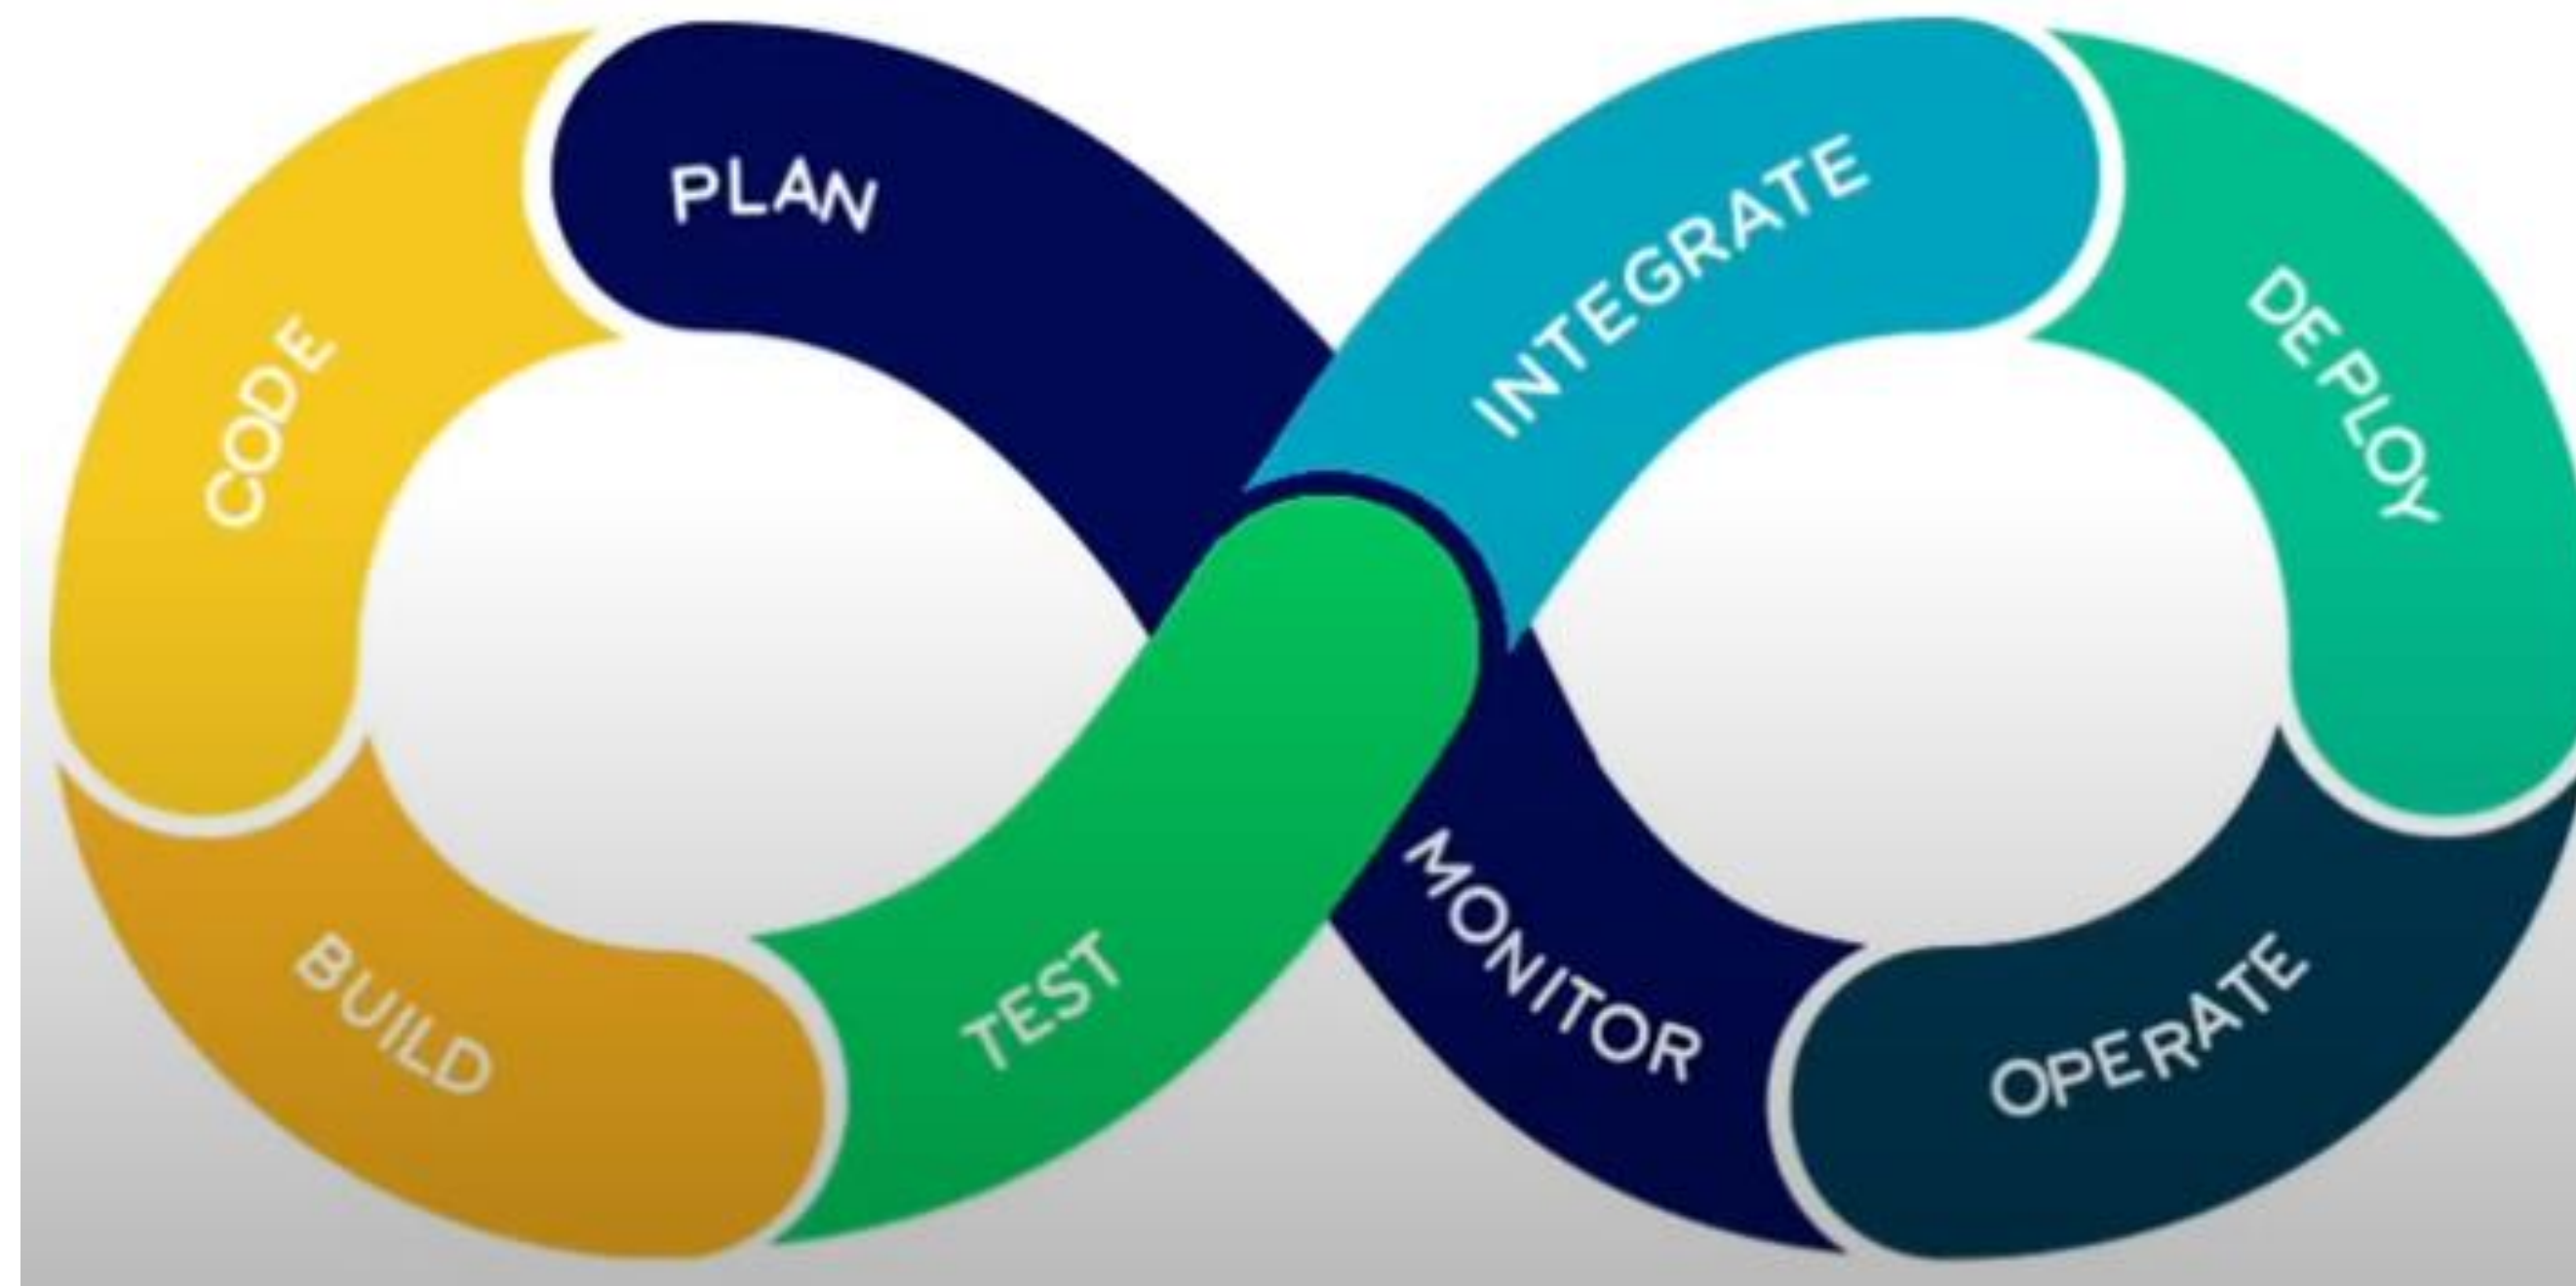 PLAN
CODE
BUILD
TEST
INTEGRATE
DEPLOY
OPERATE
MONITOR